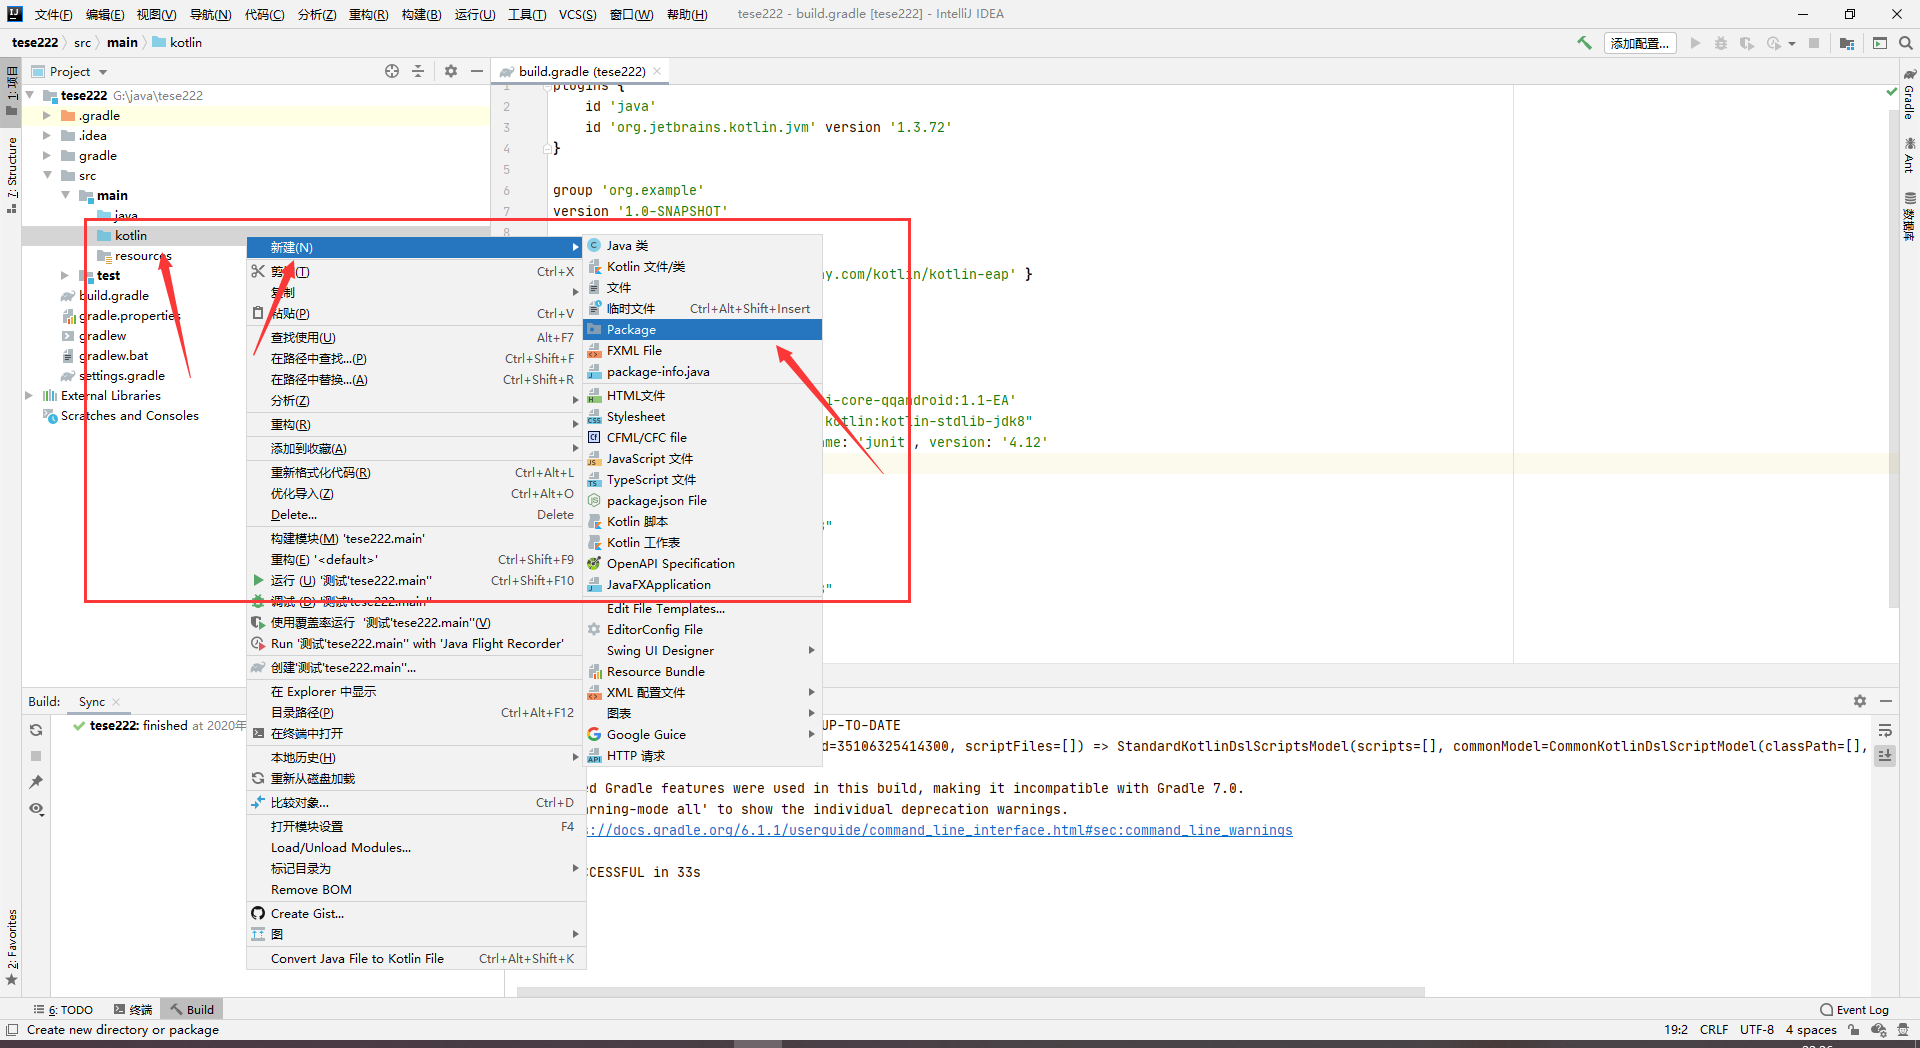 文件(F) 编辑(E) 视图(V) 导航(N) 代码(C) 分析(Z) 重构(R) 构建(B) 运行(U) 工具(T) VCS(S) 窗口(W) 帮助(H) tese222 - build.gradle [tese222] - IntelliJ IDEA
tese222 src main kotlin 添加配置...
Project build.gradle (tese222)
1: 项目
7: Structure
2: Favorites
tese222 G:\java\tese222
.gradle
.idea
gradle
src
main
java
kotlin
resources
test
build.gradle
gradle.properties
gradlew
gradlew.bat
settings.gradle
External Libraries
Scratches and Consoles
1 plugins {
2 id 'java'
3 id 'org.jetbrains.kotlin.jvm' version '1.3.72'
4 }
5
6 group 'org.example'
7 version '1.0-SNAPSHOT'
8
y.com/kotlin/kotlin-eap' }
i-core-qqandroid:1.1-EA'
kotlin:kotlin-stdlib-jdk8"
me: 'junit', version: '4.12'
新建(N)
剪切(T) Ctrl+X
复制
粘贴(P) Ctrl+V
查找使用(U) Alt+F7
在路径中查找...(P) Ctrl+Shift+F
在路径中替换...(A) Ctrl+Shift+R
分析(Z)
重构(R)
添加到收藏(A)
重新格式化代码(R) Ctrl+Alt+L
优化导入(Z) Ctrl+Alt+O
Delete... Delete
构建模块(M) 'tese222.main'
重构(E) '<default>' Ctrl+Shift+F9
运行 (U) '测试'tese222.main'' Ctrl+Shift+F10
调试 (D) '测试'tese222.main''
使用覆盖率运行 '测试'tese222.main''(V)
Run '测试'tese222.main'' with 'Java Flight Recorder'
创建'测试'tese222.main''...
在 Explorer 中显示
目录路径(P) Ctrl+Alt+F12
在终端中打开
本地历史(H)
重新从磁盘加载
比较对象... Ctrl+D
打开模块设置 F4
Load/Unload Modules...
标记目录为
Remove BOM
Create Gist...
图
Convert Java File to Kotlin File Ctrl+Alt+Shift+K
Java 类
Kotlin 文件/类
文件
临时文件 Ctrl+Alt+Shift+Insert
Package
FXML File
package-info.java
HTML文件
Stylesheet
CFML/CFC file
JavaScript 文件
TypeScript 文件
package.json File
Kotlin 脚本
Kotlin 工作表
OpenAPI Specification
JavaFXApplication
Edit File Templates...
EditorConfig File
Swing UI Designer
Resource Bundle
XML 配置文件
图表
Google Guice
HTTP 请求
Gradle
Ant
数据库
Build: Sync
tese222: finished at 2020年
UP-TO-DATE
d=35106325414300, scriptFiles=[]) => StandardKotlinDslScriptsModel(scripts=[], commonModel=CommonKotlinDslScriptModel(classPath=[],
ed Gradle features were used in this build, making it incompatible with Gradle 7.0.
arning-mode all' to show the individual deprecation warnings.
s://docs.gradle.org/6.1.1/userguide/command_line_interface.html#sec:command_line_warnings
CCESSFUL in 33s
6: TODO 终端 Build Event Log
Create new directory or package 19:2 CRLF UTF-8 4 spaces